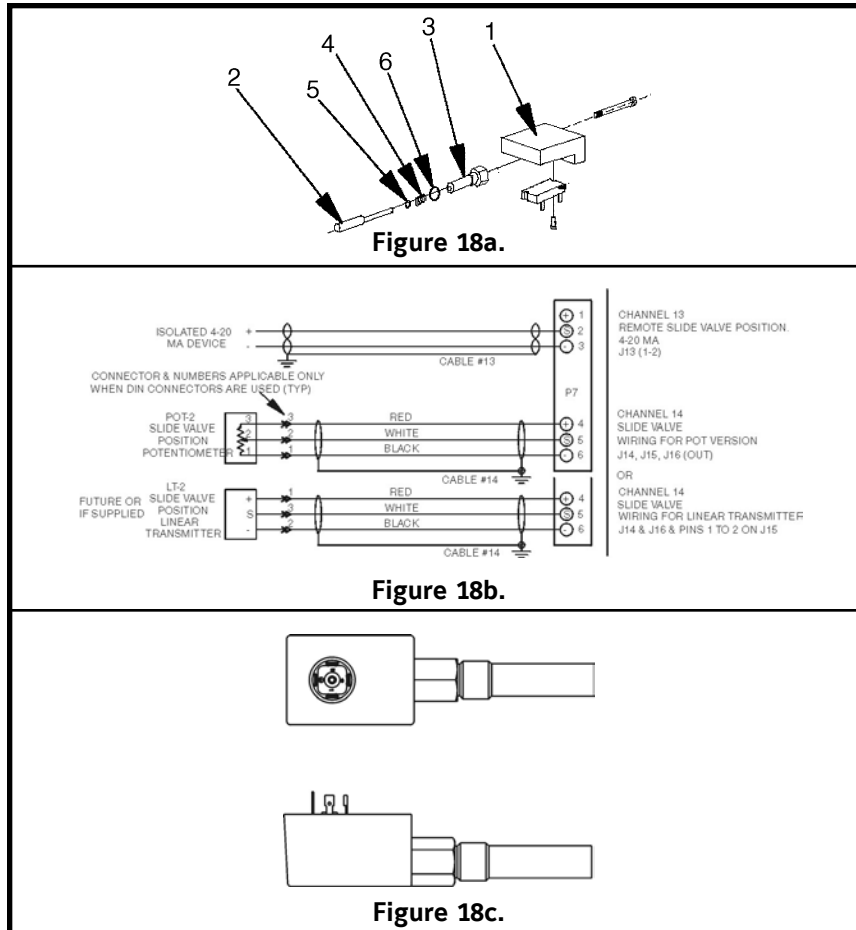 1
2
3
4
5
6
Figure 18a.
ISOLATED 4-20
MA DEVICE
+
-
CABLE #13
+ 1
S 2
- 3
P7
CHANNEL 13
REMOTE SLIDE VALVE POSITION.
4-20 MA
J13 (1-2)
CONNECTOR & NUMBERS APPLICABLE ONLY
WHEN DIN CONNECTORS ARE USED (TYP)
POT-2
SLIDE VALVE
POSITION
POTENTIOMETER
3
2
1
3
2
1
RED
WHITE
BLACK
CABLE #14
+ 4
S 5
- 6
CHANNEL 14
SLIDE VALVE
WIRING FOR POT VERSION
J14, J15, J16 (OUT)
OR
FUTURE OR
IF SUPPLIED
LT-2
SLIDE VALVE
POSITION
LINEAR
TRANSMITTER
+
S
-
1
3
2
RED
WHITE
BLACK
CABLE #14
+ 4
S 5
- 6
CHANNEL 14
SLIDE VALVE
WIRING FOR LINEAR TRANSMITTER
J14 & J16 & PINS 1 TO 2 ON J15
Figure 18b.
Figure 18c.